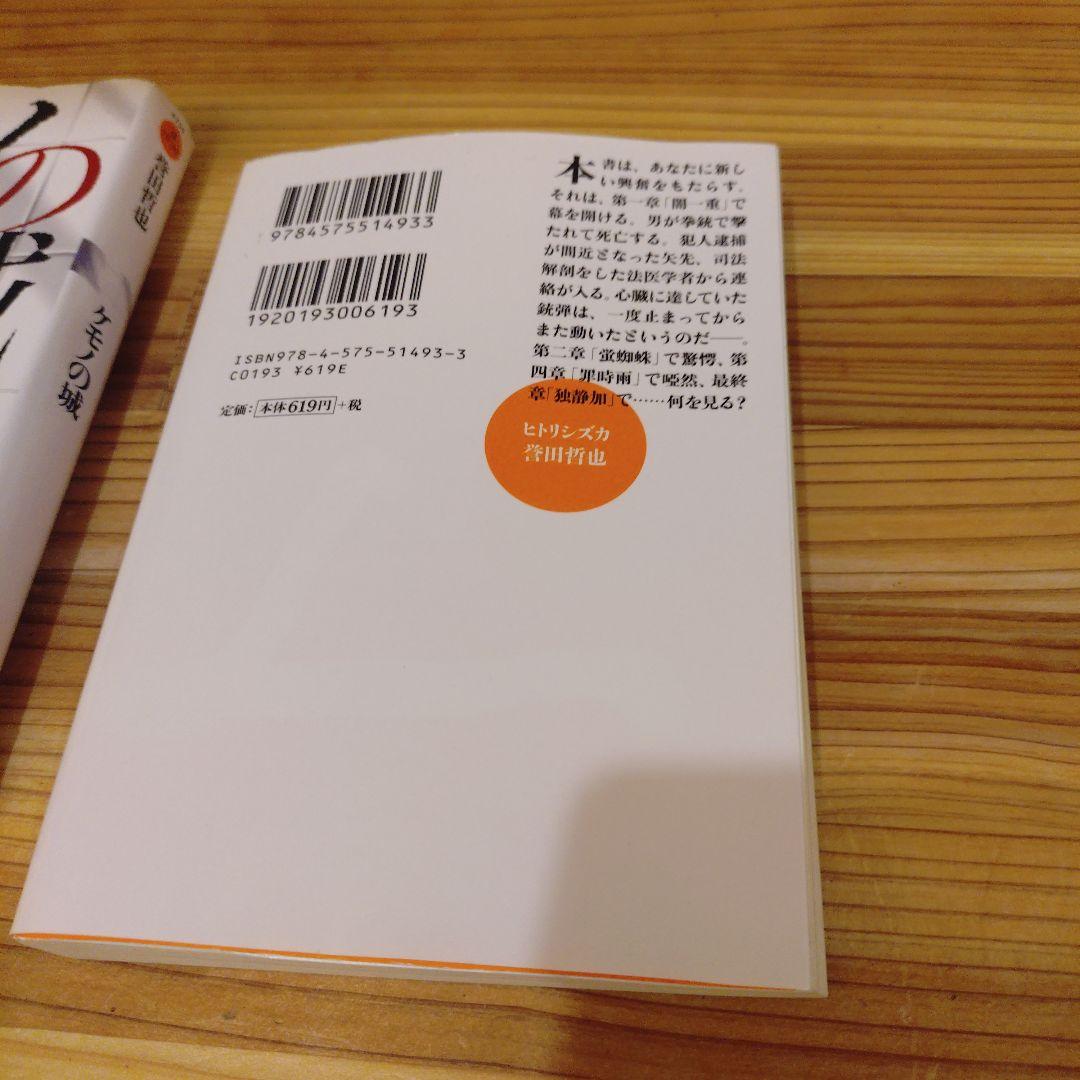 ノの
誉田哲也
ケモノの城
9784575514933
1920193006193
ISBN978-4-575-51493-3
C0193 ¥619E
定価：本体619円+税
本書は、あなたに新し
い興奮をもたらす。
それは、第一章「闇一重」で
幕を開ける。男が拳銃で撃
たれて死亡する。犯人逮捕
が間近となった矢先、司法
解剖をした法医学者から連
絡が入る。心臓に達していた
銃弾は、一度止まってから
また動いたというのだ――。
第二章「蛍蜘蛛」で驚愕、第
四章「罪時雨」で啞然、最終
章「独静加」で……何を見る？
ヒトリシズカ
誉田哲也